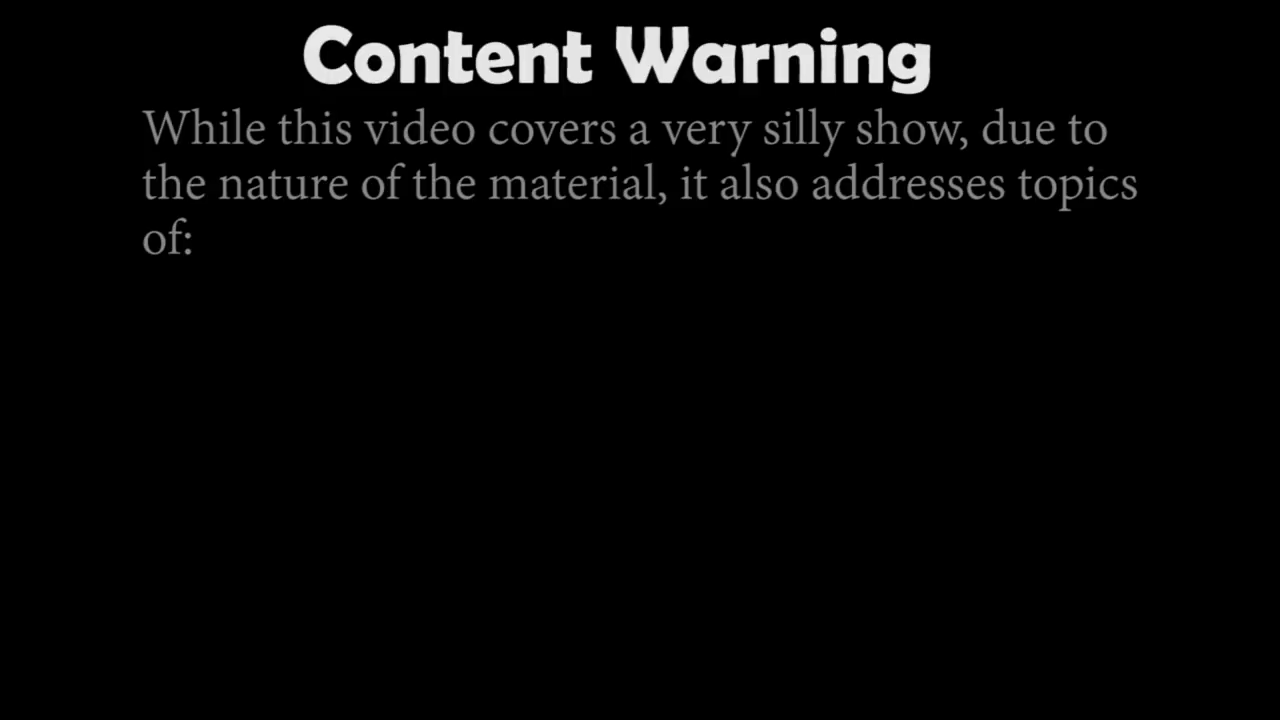 Content Warning
While this video covers a very silly show, due to
the nature of the material, it also addresses topics
of: